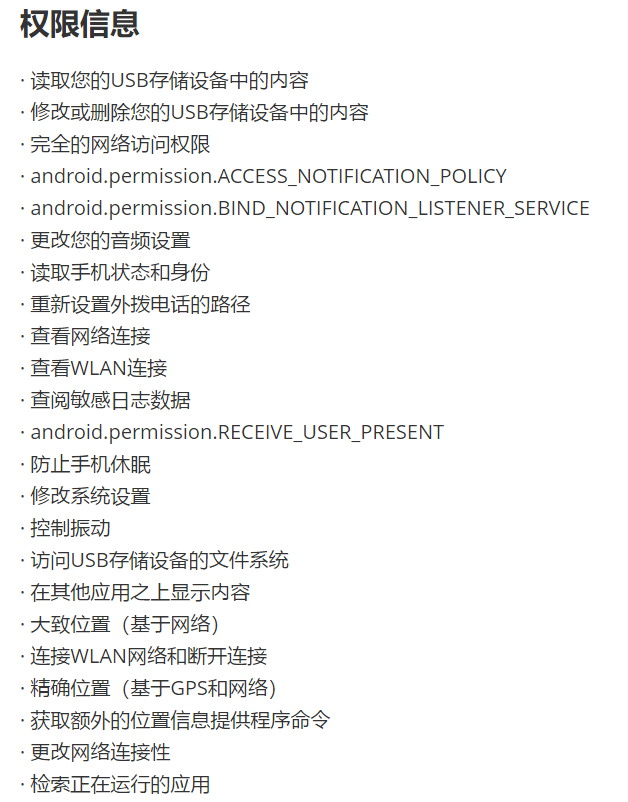 权限信息
· 读取您的USB存储设备中的内容
· 修改或删除您的USB存储设备中的内容
· 完全的网络访问权限
· android.permission.ACCESS_NOTIFICATION_POLICY
· android.permission.BIND_NOTIFICATION_LISTENER_SERVICE
· 更改您的音频设置
· 读取手机状态和身份
· 重新设置外拨电话的路径
· 查看网络连接
· 查看WLAN连接
· 查阅敏感日志数据
· android.permission.RECEIVE_USER_PRESENT
· 防止手机休眠
· 修改系统设置
· 控制振动
· 访问USB存储设备的文件系统
· 在其他应用之上显示内容
· 大致位置（基于网络）
· 连接WLAN网络和断开连接
· 精确位置（基于GPS和网络）
· 获取额外的位置信息提供程序命令
· 更改网络连接性
· 检索正在运行的应用